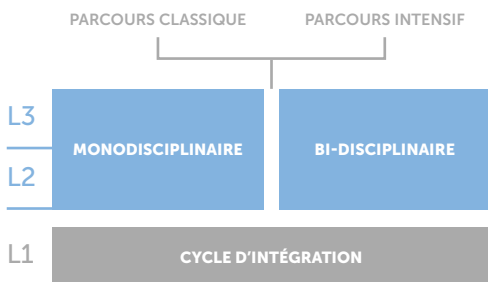 PARCOURS CLASSIQUE
PARCOURS INTENSIF
L3
MONODISCIPLINAIRE
BI-DISCIPLINAIRE
L2
L1
CYCLE D'INTÉGRATION